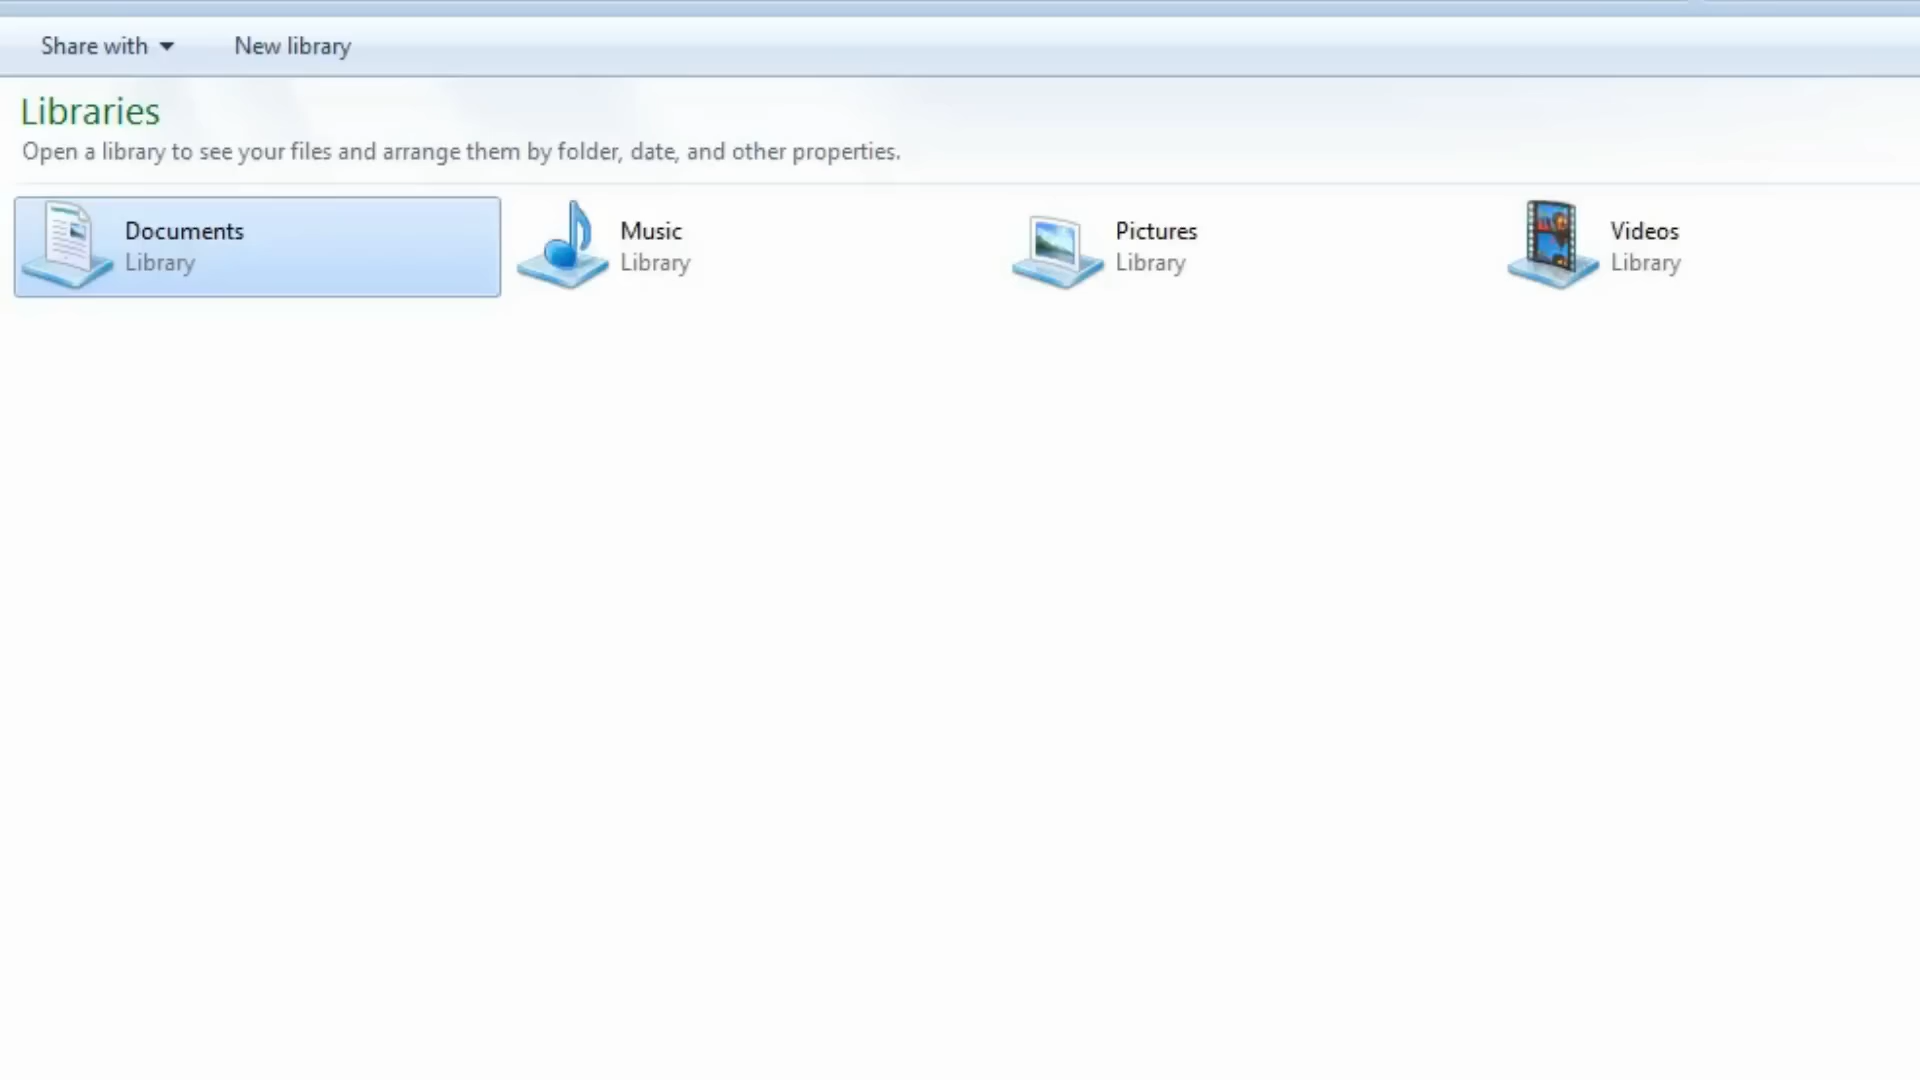 Share with New library
Libraries
Open a library to see your files and arrange them by folder, date, and other properties.
Documents Music Pictures Videos
Library Library Library Library